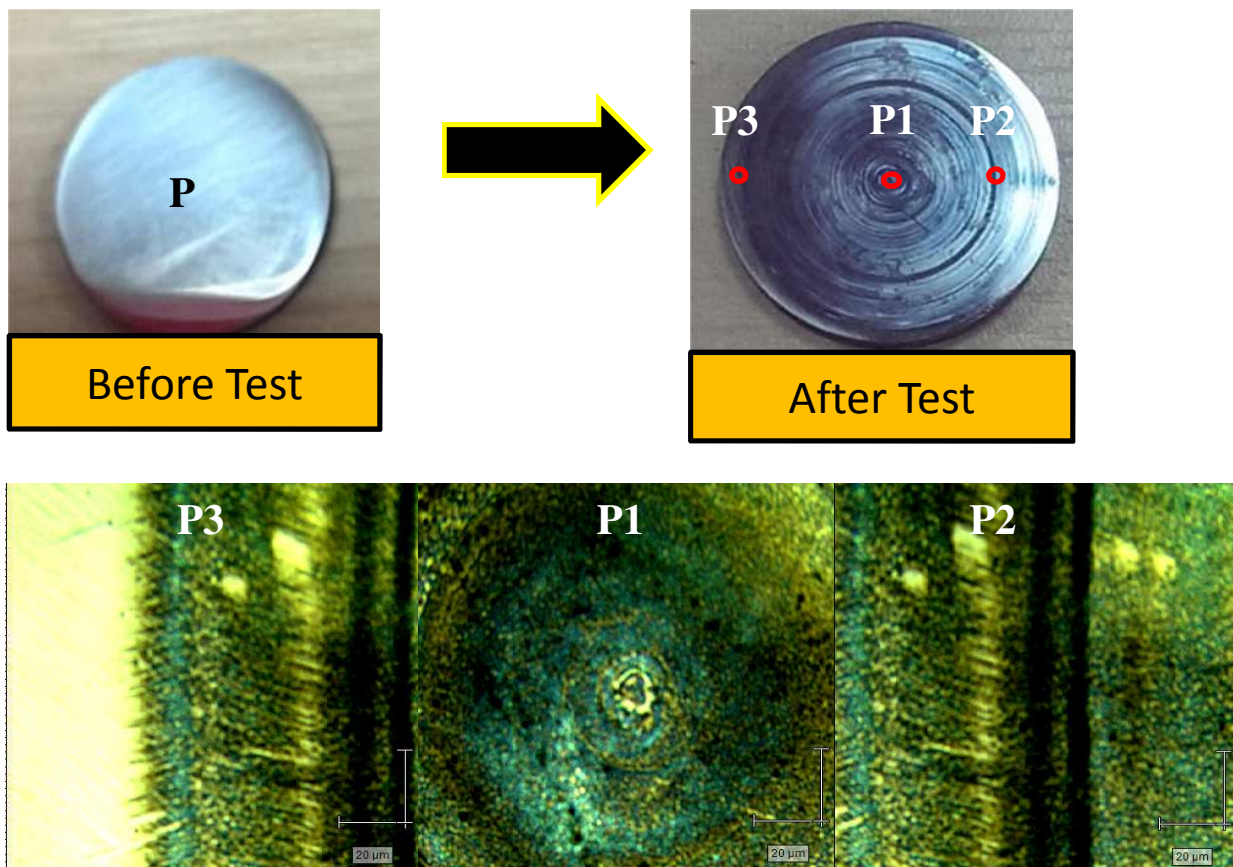 P
Before Test
P3 P1 P2
After Test
P3
P1
P2
20 µm
20 µm
20 µm